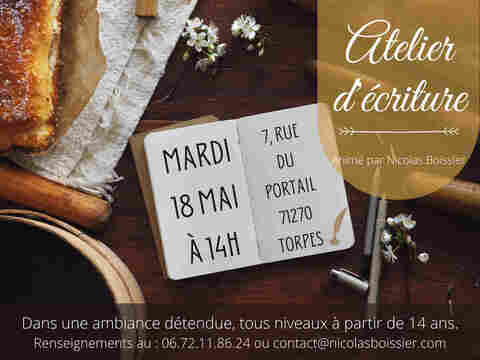 Atelier
d'écriture
Animé par Nicolas Boissier
MARDI
18 MAI
À 14H
7, RUE
DU
PORTAIL
71270
TORPES
Dans une ambiance détendue, tous niveaux à partir de 14 ans.
Renseignements au : 06.72.11.86.24 ou contact@nicolasboissier.com